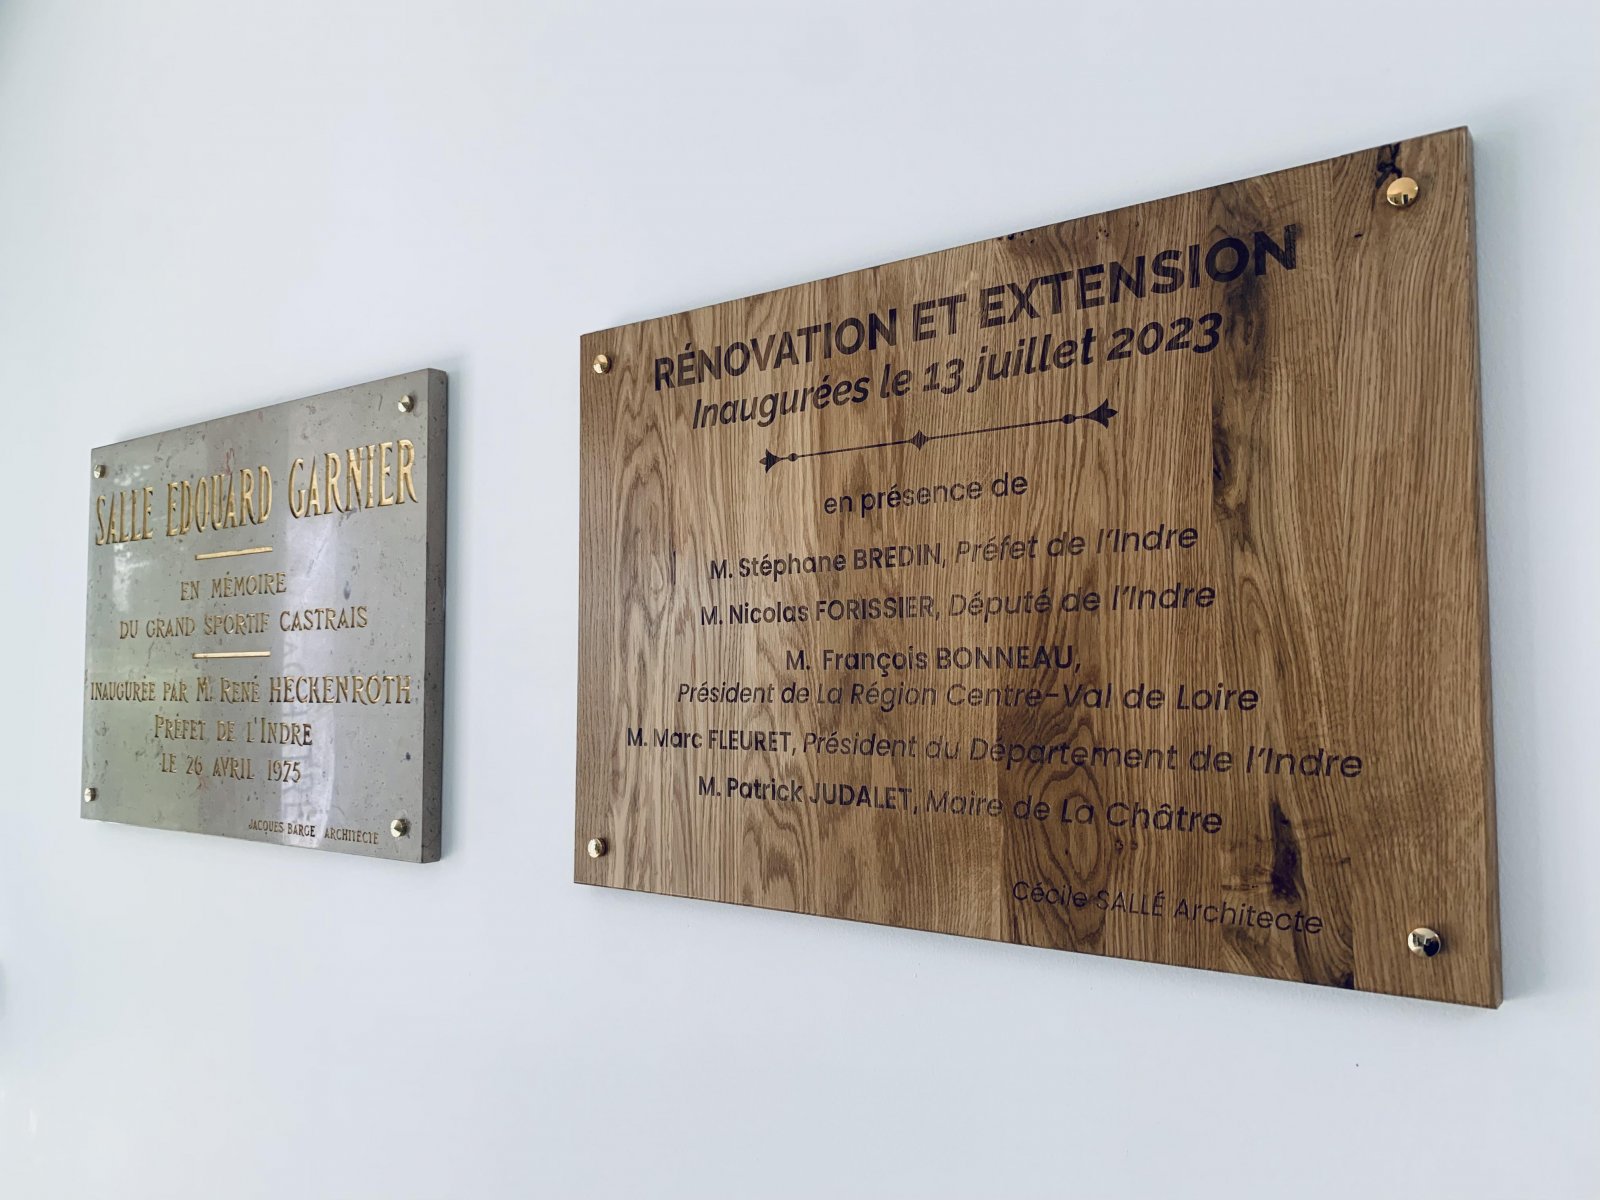 SALLE EDOUARD GARNIER
EN MÉMOIRE
DU GRAND SPORTIF CASTRAIS
INAUGURÉE PAR M. RENÉ HECKENROTH
PRÉFET DE L'INDRE
LE 26 AVRIL 1975
JACQUES BARGE ARCHITECTE
RÉNOVATION ET EXTENSION
Inaugurées le 13 juillet 2023
en présence de
M. Stéphane BREDIN, Préfet de l'Indre
M. Nicolas FORISSIER, Député de l'Indre
M. François BONNEAU,
Président de La Région Centre-Val de Loire
M. Marc FLEURET, Président du Département de l'Indre
M. Patrick JUDALET, Maire de La Châtre
Cécile SALLÉ Architecte